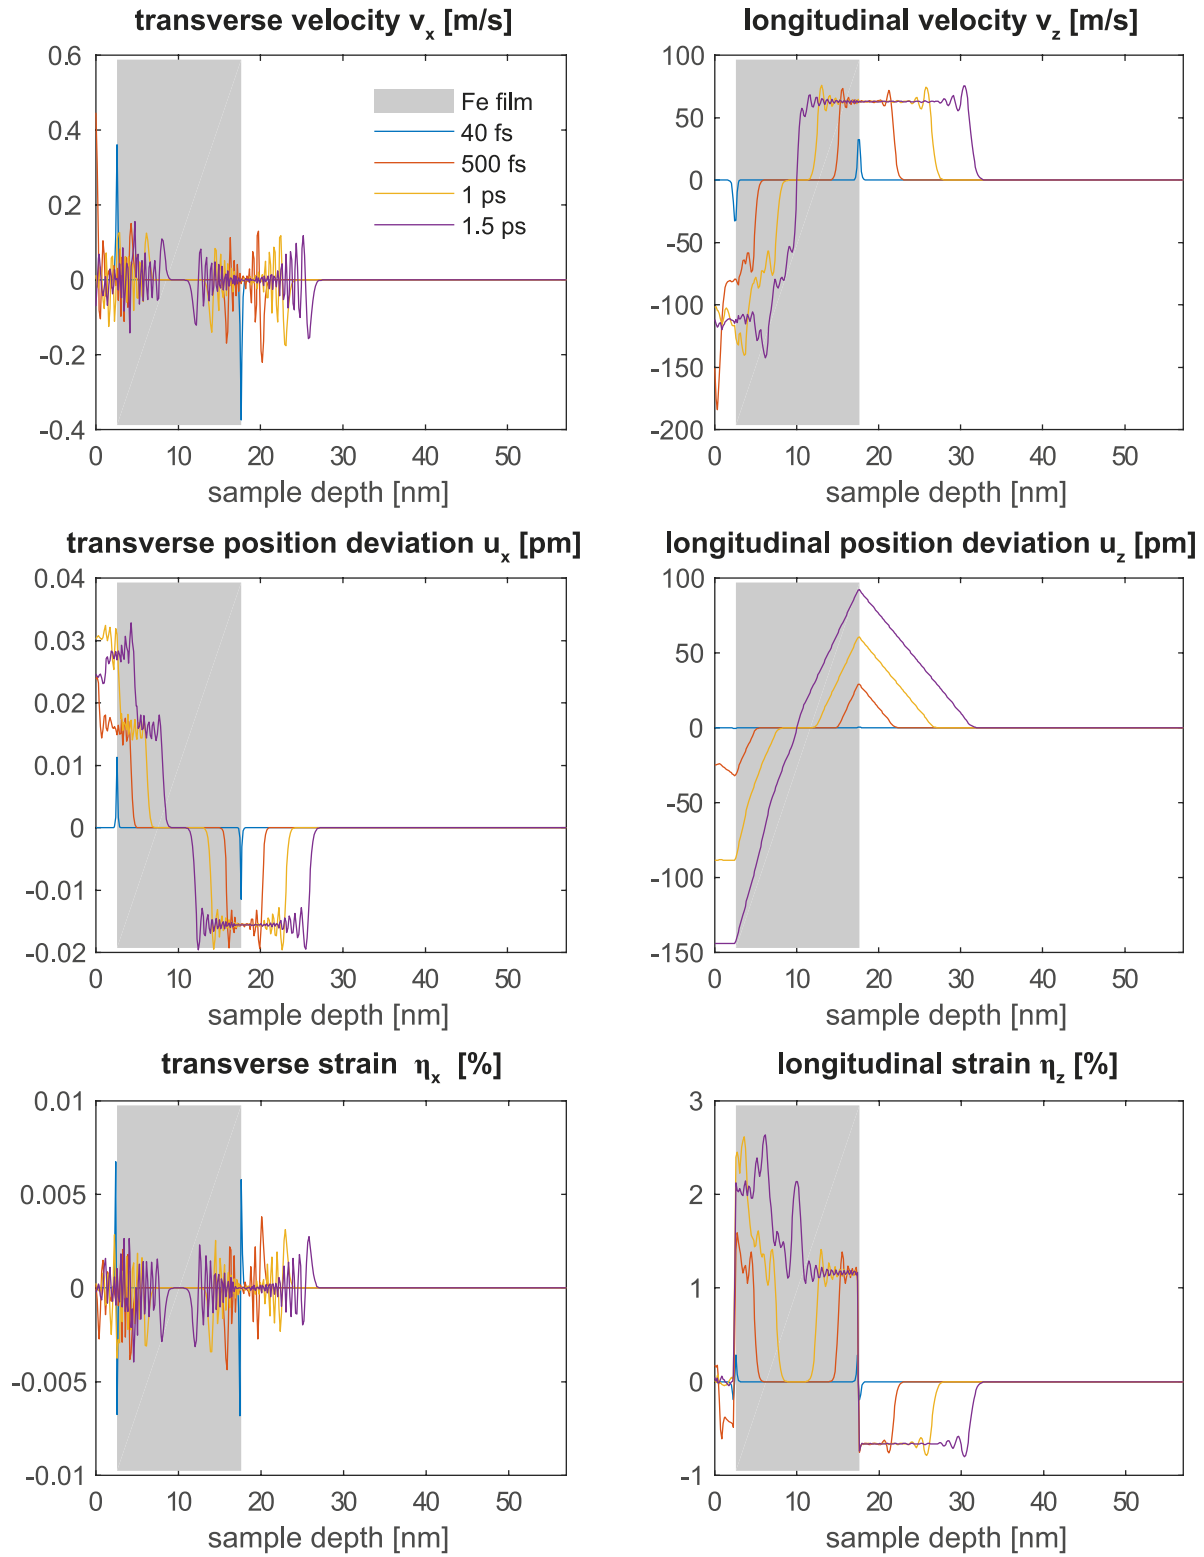 transverse velocity v_x [m/s]
0.6
0.4
0.2
0
-0.2
-0.4
Fe film
40 fs
500 fs
1 ps
1.5 ps
0 10 20 30 40 50
sample depth [nm]
longitudinal velocity v_z [m/s]
100
50
0
-50
-100
-150
-200
0 10 20 30 40 50
sample depth [nm]
transverse position deviation u_x [pm]
0.04
0.03
0.02
0.01
0
-0.01
-0.02
0 10 20 30 40 50
sample depth [nm]
longitudinal position deviation u_z [pm]
100
50
0
-50
-100
-150
0 10 20 30 40 50
sample depth [nm]
transverse strain η_x [%]
0.01
0.005
0
-0.005
-0.01
0 10 20 30 40 50
sample depth [nm]
longitudinal strain η_z [%]
3
2
1
0
-1
0 10 20 30 40 50
sample depth [nm]